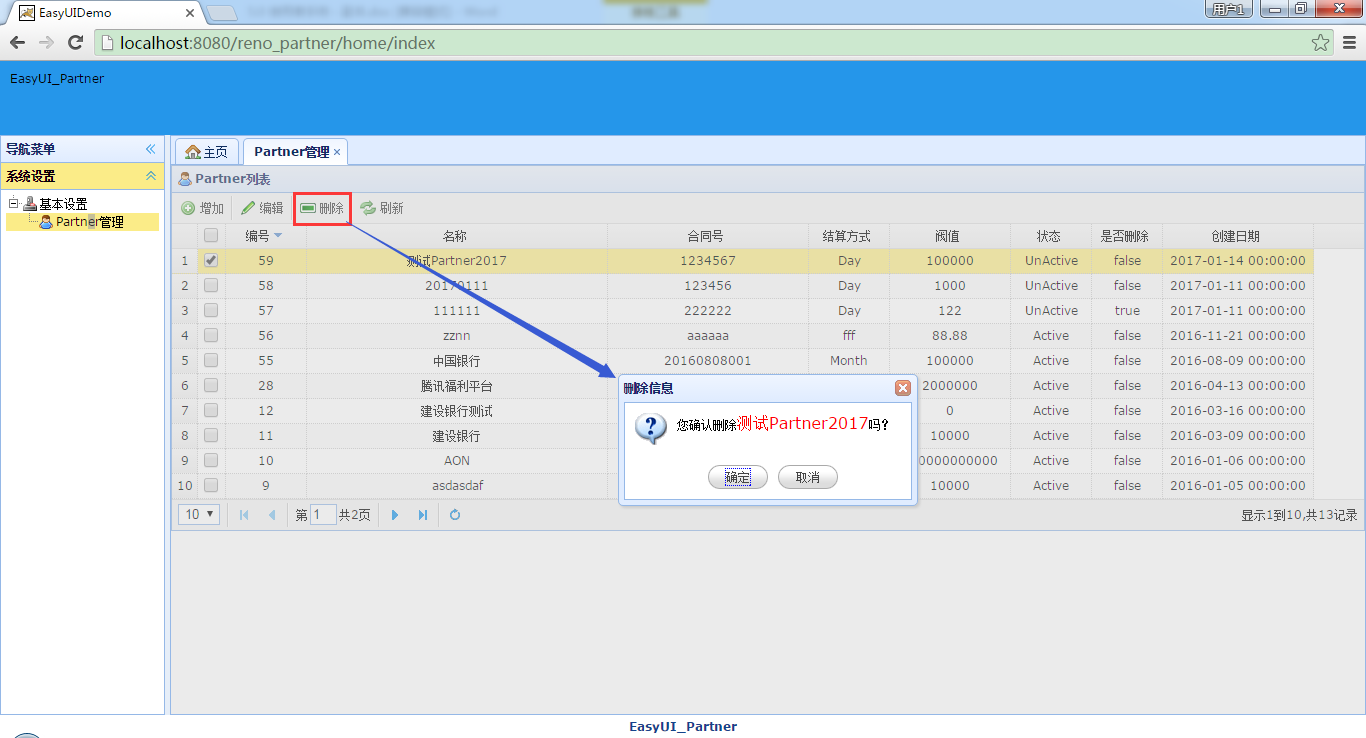 EasyUIDemo
用户1
localhost:8080/reno_partner/home/index
EasyUI_Partner
导航菜单
系统设置
基本设置
Partner管理
主页 Partner管理
Partner列表
增加 编辑 删除 刷新
编号 名称 合同号 结算方式 阀值 状态 是否删除 创建日期
1 59 测试Partner2017 1234567 Day 100000 UnActive false 2017-01-14 00:00:00
2 58 20170111 123456 Day 1000 UnActive false 2017-01-11 00:00:00
3 57 111111 222222 Day 122 UnActive true 2017-01-11 00:00:00
4 56 zznn aaaaaa fff 88.88 Active false 2016-11-21 00:00:00
5 55 中国银行 20160808001 Month 100000 Active false 2016-08-09 00:00:00
6 28 腾讯福利平台 2000000 Active false 2016-04-13 00:00:00
7 12 建设银行测试 0 Active false 2016-03-16 00:00:00
8 11 建设银行 10000 Active false 2016-03-09 00:00:00
9 10 AON 0000000000 Active false 2016-01-06 00:00:00
10 9 asdasdaf 10000 Active false 2016-01-05 00:00:00
删除信息
您确认删除测试Partner2017吗?
确定 取消
10 第 1 共2页 显示1到10,共13记录
EasyUI_Partner